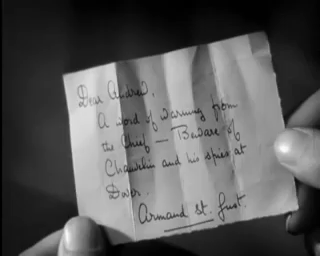 Dear Andrew,
A word of warning from
the Chief — Beware of
Chauvelin and his spies at
Dover.
Armand St. Just.